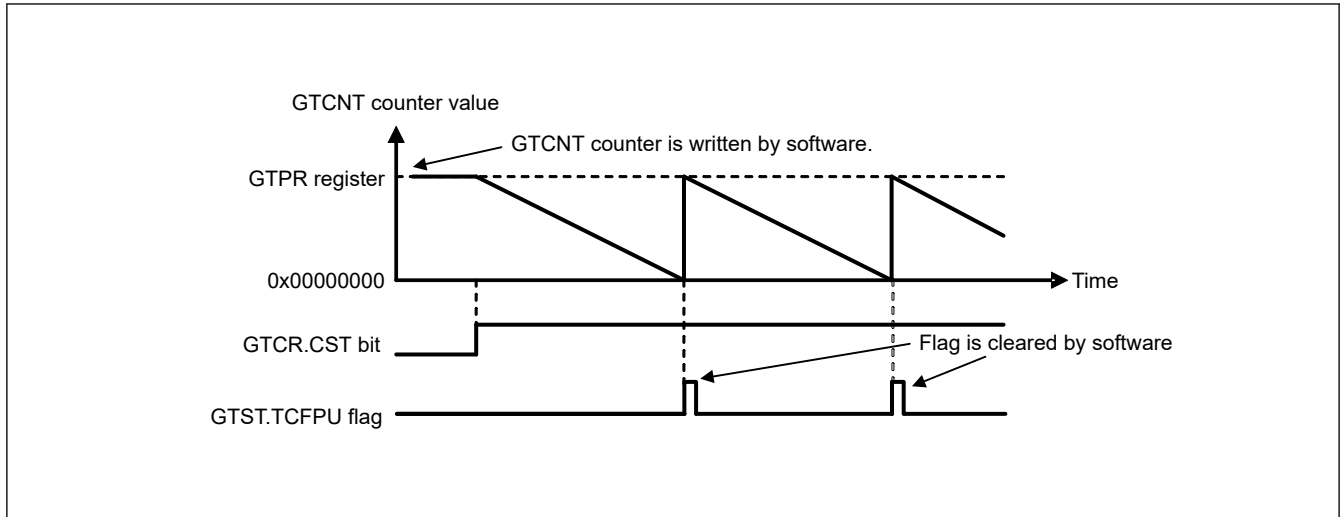 GTCNT counter value
GTCNT counter is written by software.
GTPR register
0x00000000
Time
GTCR.CST bit
Flag is cleared by software
GTST.TCFPU flag